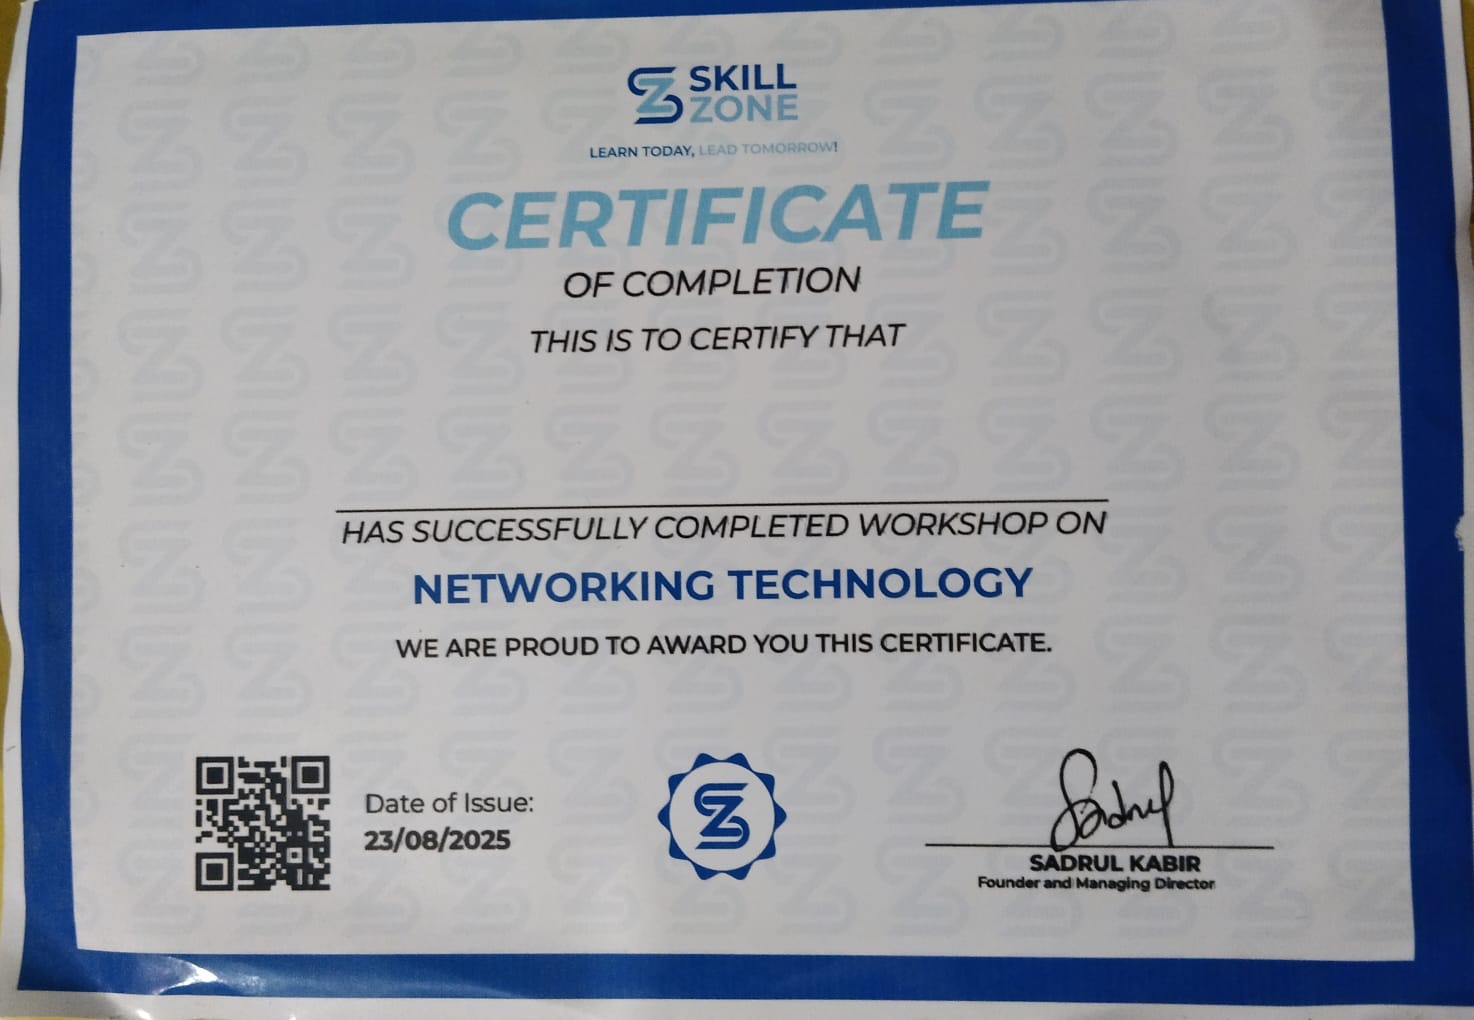 SKILL
ZONE
LEARN TODAY, LEAD TOMORROW!
CERTIFICATE
OF COMPLETION
THIS IS TO CERTIFY THAT
HAS SUCCESSFULLY COMPLETED WORKSHOP ON
NETWORKING TECHNOLOGY
WE ARE PROUD TO AWARD YOU THIS CERTIFICATE.
Date of Issue:
23/08/2025
Sadrul
SADRUL KABIR
Founder and Managing Director